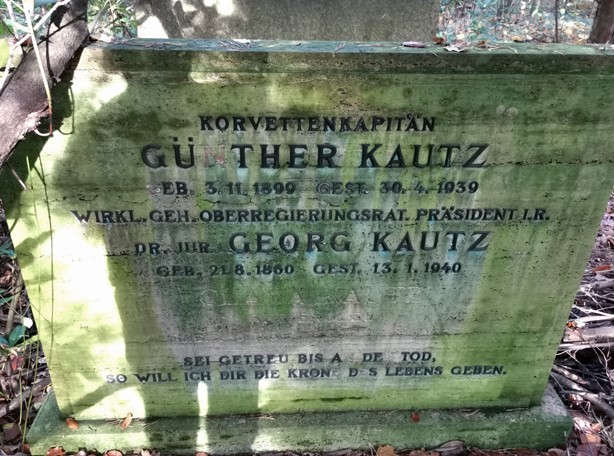 KORVETTENKAPITÄN
GÜNTHER KAUTZ
GEB. 3.11.1899 GEST. 30.4.1939
WIRKL. GEH. OBERREGIERUNGSRAT. PRÄSIDENT I.R.
DR. JUR. GEORG KAUTZ
GEB. 21.8.1860 GEST. 13.1.1940
SEI GETREU BIS A DE TOD,
SO WILL ICH DIR DIE KRONE D S LEBENS GEBEN.